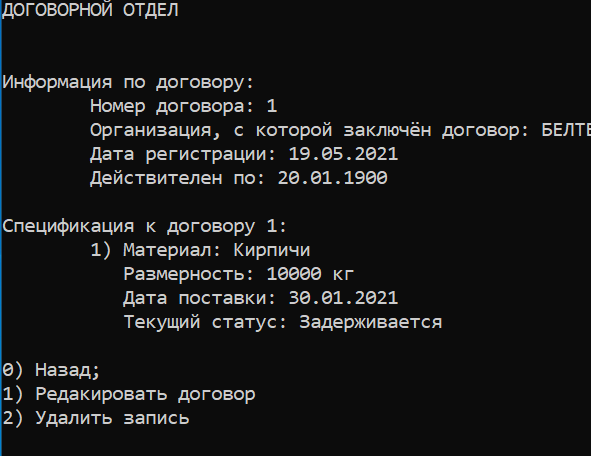 ДОГОВОРНОЙ ОТДЕЛ
Информация по договору:
Номер договора: 1
Организация, с которой заключён договор: БЕЛТЕ
Дата регистрации: 19.05.2021
Действителен по: 20.01.1900
Спецификация к договору 1:
1) Материал: Кирпичи
Размерность: 10000 кг
Дата поставки: 30.01.2021
Текущий статус: Задерживается
0) Назад;
1) Редакировать договор
2) Удалить запись